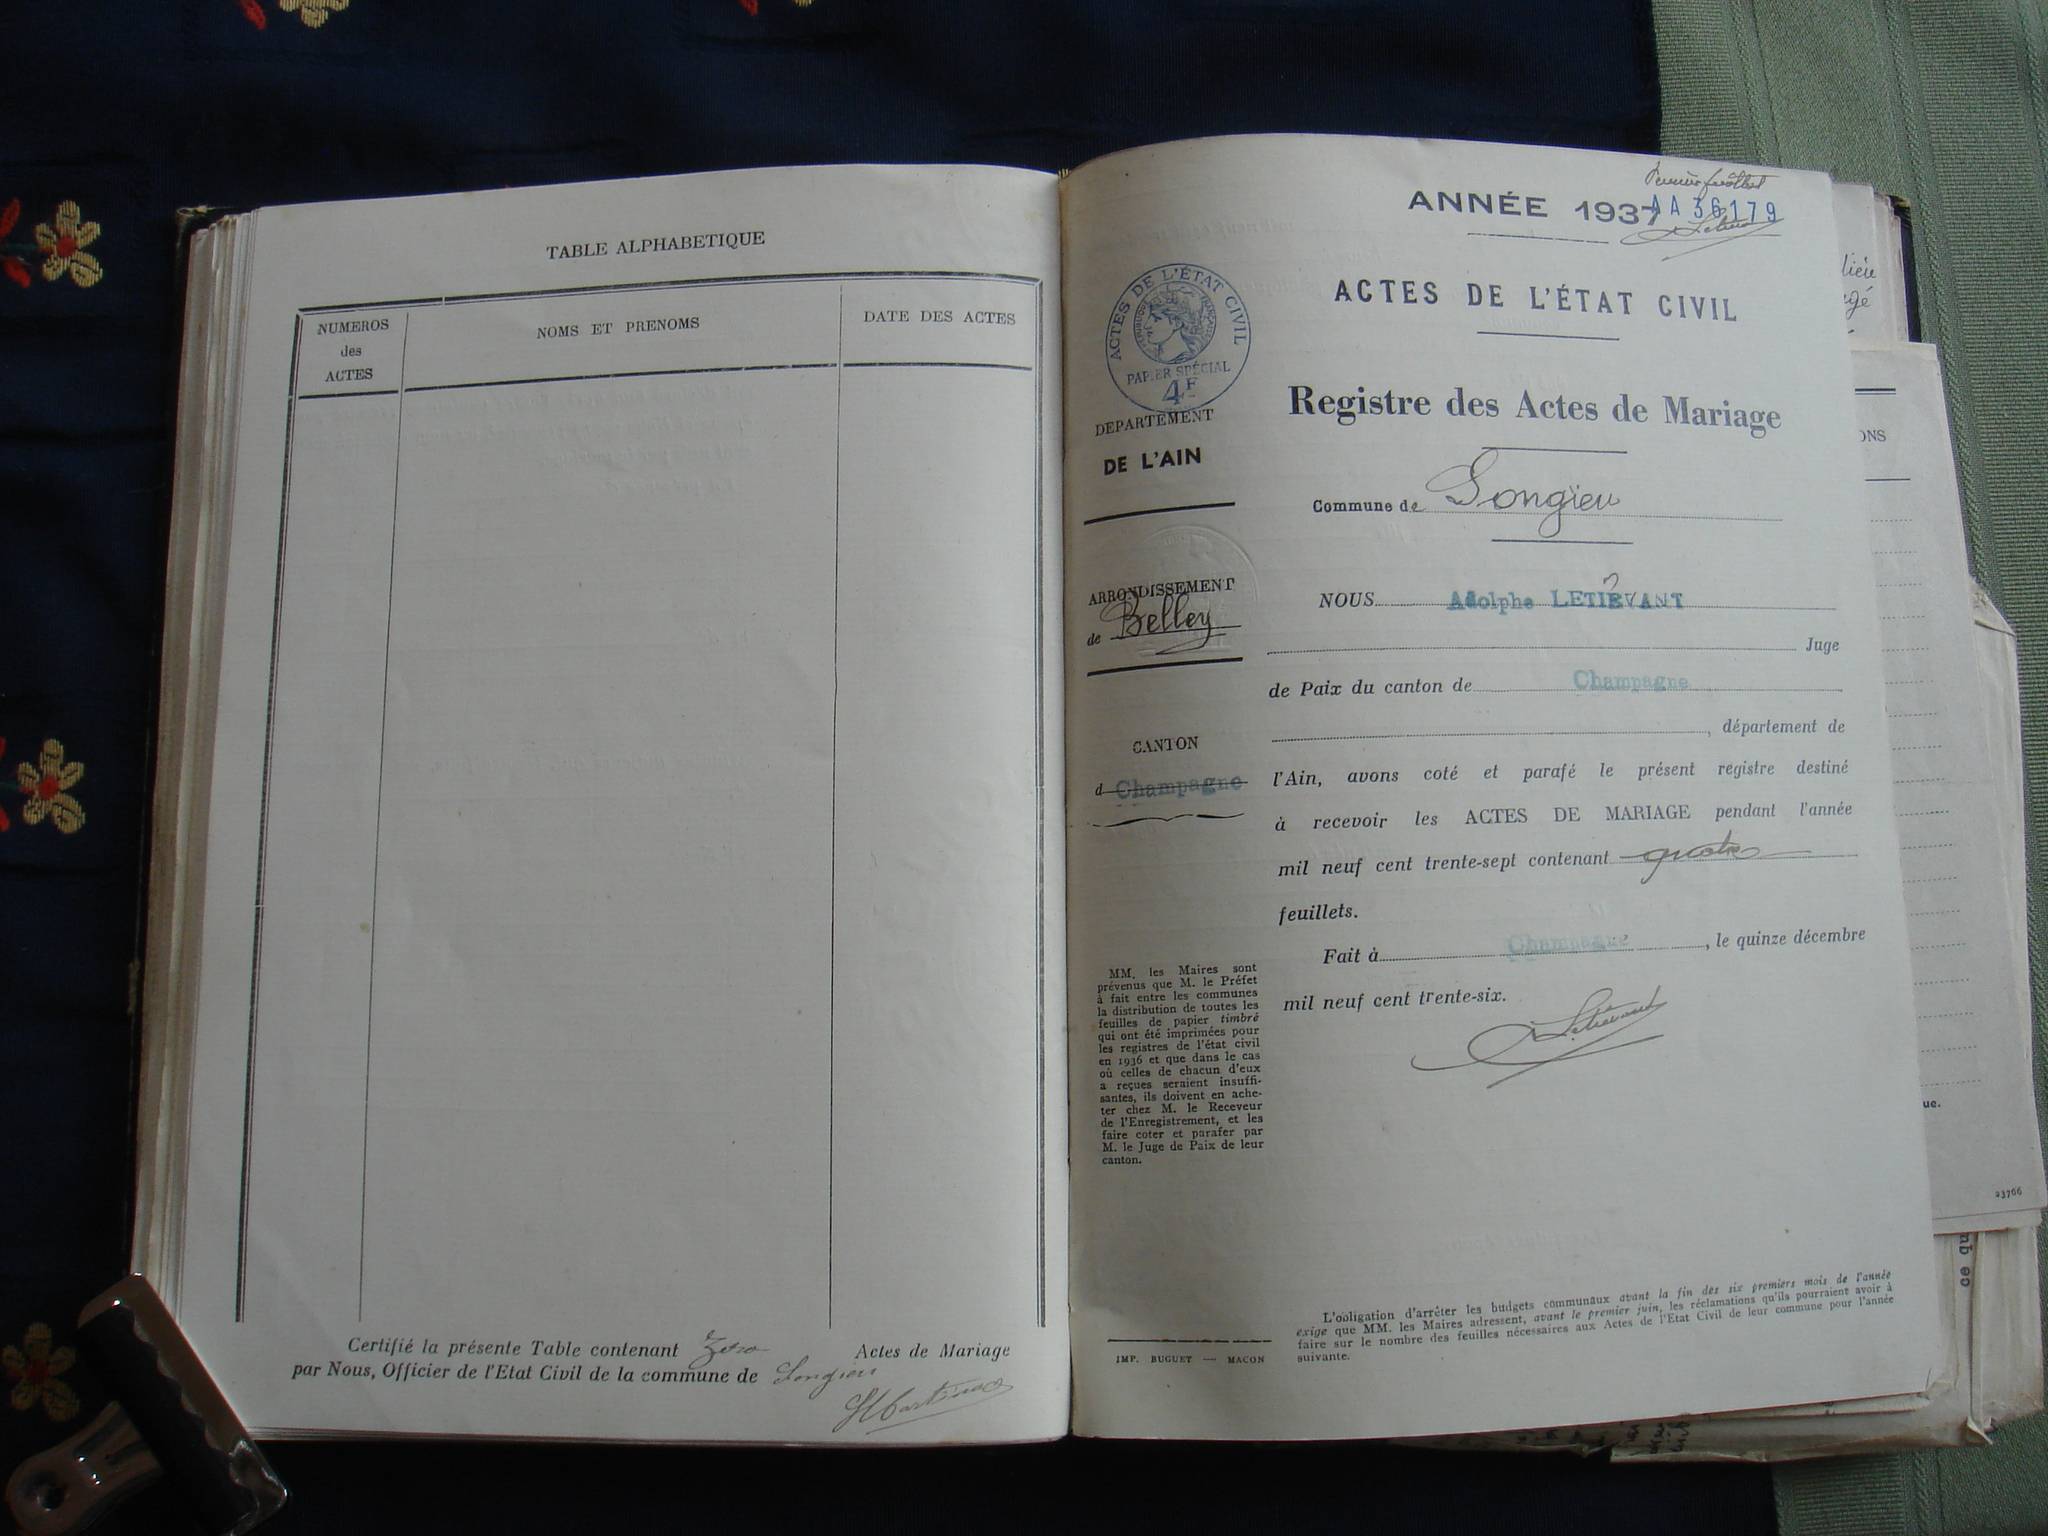 TABLE ALPHABETIQUE
NUMEROS
des
ACTES
NOMS ET PRENOMS
DATE DES ACTES
Certifié la présente Table contenant Zéro Actes de Mariage
par Nous, Officier de l'Etat Civil de la commune de Songieu
ANNÉE 1937
AA 36179
ACTES DE L'ÉTAT CIVIL
Registre des Actes de Mariage
Commune de Songieu
ACTES DE L'ÉTAT CIVIL
RÉPUBLIQUE FRANÇAISE
PAPIER SPÉCIAL
4F
DEPARTEMENT
DE L'AIN
ARRONDISSEMENT
de Belley
CANTON
d Champagne
MM. les Maires sont
prévenus que M. le Préfet
à fait entre les communes
la distribution de toutes les
feuilles de papier timbré
qui ont été imprimées pour
les registres de l'état civil
en 1936 et que dans le cas
où celles de chacun d'eux
a reçues seraient insuffi-
santes, ils doivent en ache-
ter chez M. le Receveur
de l'Enregistrement, et les
faire coter et parafer par
M. le Juge de Paix de leur
canton.
IMP. BUGUET — MACON
NOUS Adolphe LETIÈVANT
Juge
de Paix du canton de Champagne
, département de
l'Ain, avons coté et parafé le présent registre destiné
à recevoir les ACTES DE MARIAGE pendant l'année
mil neuf cent trente-sept contenant quatre
feuillets.
Fait à Champagne, le quinze décembre
mil neuf cent trente-six.
L'obligation d'arrêter les budgets communaux avant la fin des six premiers mois de l'année
exige que MM. les Maires adressent, avant le premier juin, les réclamations qu'ils pourraient avoir à
faire sur le nombre des feuilles nécessaires aux Actes de l'Etat Civil de leur commune pour l'année
suivante.
ONS
ue.
23766
ce qu